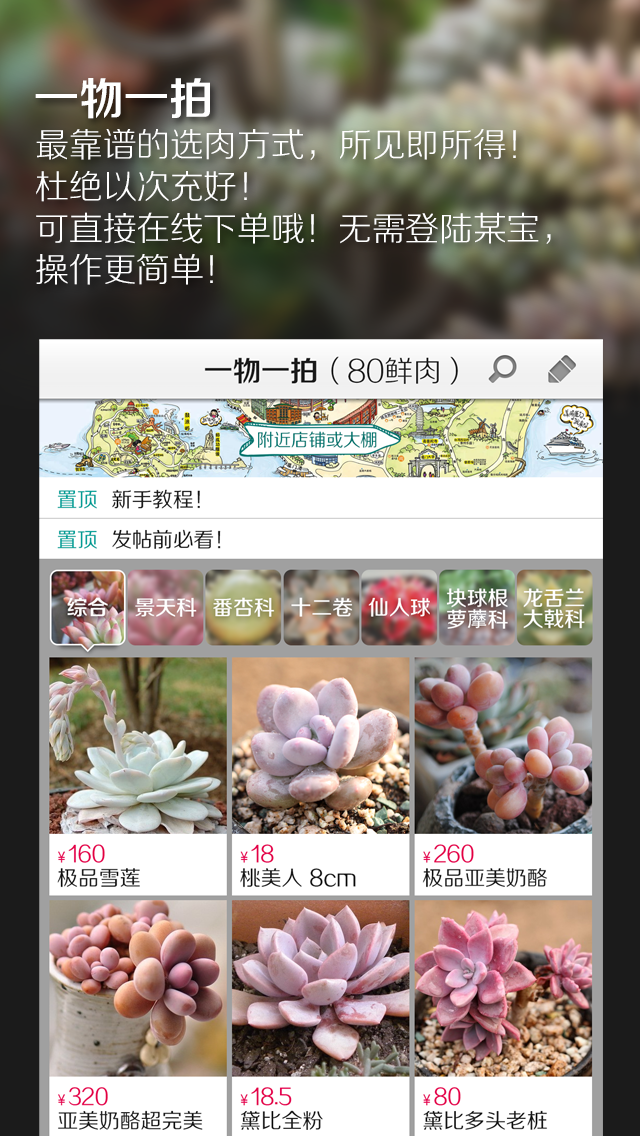 一物一拍
最靠谱的选肉方式，所见即所得！
杜绝以次充好！
可直接在线下单哦！无需登陆某宝，
操作更简单！
一物一拍（80鲜肉）
附近店铺或大棚
置顶 新手教程！
置顶 发帖前必看！
综合 景天科 番杏科 十二卷 仙人球 块球根 龙舌兰
萝藦科 大戟科
¥160 ¥18 ¥260
极品雪莲 桃美人 8cm 极品亚美奶酪
¥320 ¥18.5 ¥80
亚美奶酪超完美 黛比全粉 黛比多头老桩